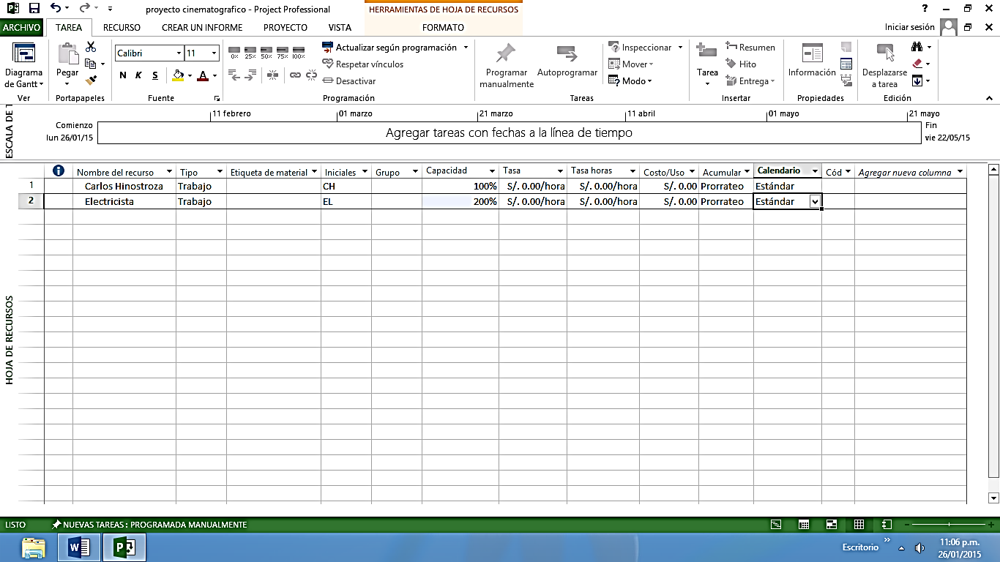 proyecto cinematografico - Project Professional
HERRAMIENTAS DE HOJA DE RECURSOS
ARCHIVO TAREA RECURSO CREAR UN INFORME PROYECTO VISTA FORMATO Iniciar sesión
Diagrama de Gantt
Ver
Pegar
Portapapeles
Calibri 11
N K S
Fuente
0% 25% 50% 75% 100%
Actualizar según programación
Respetar vínculos
Desactivar
Programación
Programar manualmente
Autoprogramar
Inspeccionar
Mover
Modo
Tareas
Tarea
Resumen
Hito
Entrega
Insertar
Información
Propiedades
Desplazarse a tarea
Edición
ESCALA DE T
11 febrero 01 marzo 21 marzo 11 abril 01 mayo 21 mayo
Comienzo
lun 26/01/15
Agregar tareas con fechas a la línea de tiempo
Fin
vie 22/05/15
Nombre del recurso Tipo Etiqueta de material Iniciales Grupo Capacidad Tasa Tasa horas Costo/Uso Acumular Calendario Cód Agregar nueva columna
1 Carlos Hinostroza Trabajo CH 100% S/. 0.00/hora S/. 0.00/hora S/. 0.00 Prorrateo Estándar
2 Electricista Trabajo EL 200% S/. 0.00/hora S/. 0.00/hora S/. 0.00 Prorrateo Estándar
HOJA DE RECURSOS
LISTO NUEVAS TAREAS : PROGRAMADA MANUALMENTE
Escritorio
11:06 p.m.
26/01/2015